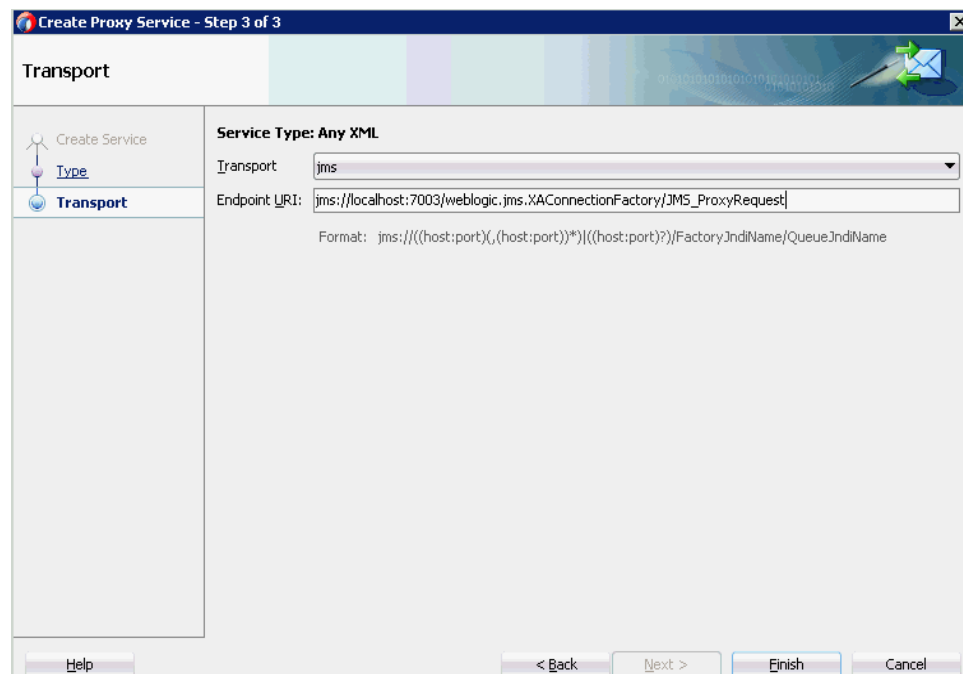 Create Proxy Service - Step 3 of 3
Transport
Create Service
Type
Transport
Service Type: Any XML
Transport jms
Endpoint URI: jms://localhost:7003/weblogic.jms.XAConnectionFactory/JMS_ProxyRequest
Format: jms://((host:port)(,(host:port))*)|((host:port)?)/FactoryJndiName/QueueJndiName
Help < Back Next > Finish Cancel